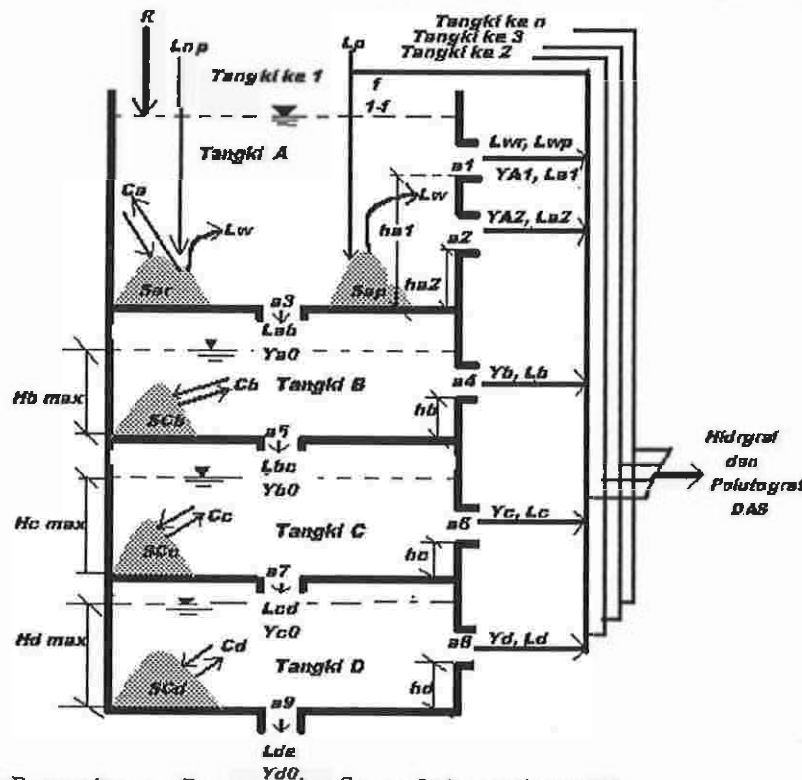 Tangki ke n
Tangki ke 3
Tangki ke 2
R
Lnp
Lp
Tangki ke 1
f
1-f
Tangki A
Lwr, Lwp
a1
YA1, La1
Ca
Lw
Lw
ha1
YA2, La2
a2
Sar
Sap
ha2
a3
Lab
Ya0
Hb max
Cb
Tangki B
a4
Yb, Lb
SCb
hb
a5
Lbc
Yb0
Hidrgraf
dan
Polutograf
DAS
Hc max
Cc
Tangki C
Yc, Lc
a6
SCc
hc
a7
Lcd
Yc0
Hd max
Cd
Tangki D
a8
Yd, Ld
SCd
hd
a9
Lde
Yd0